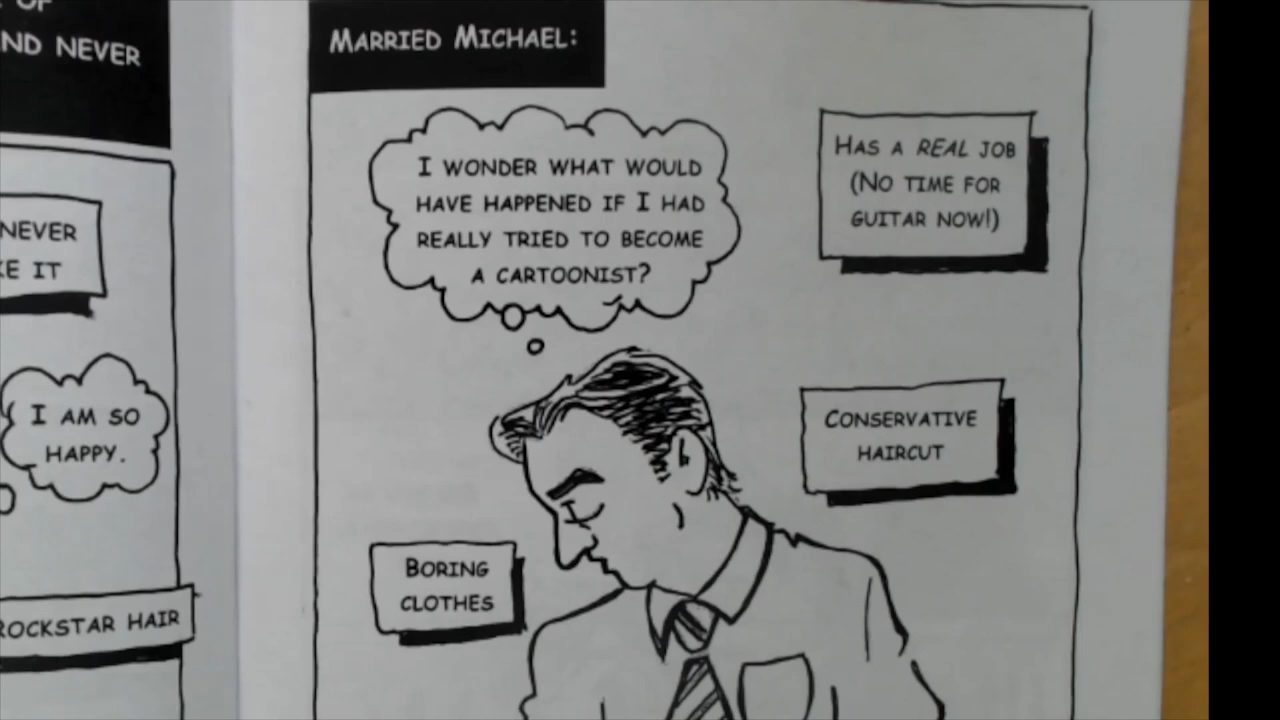 OF
ND NEVER
NEVER
KE IT
I AM SO
HAPPY.
ROCKSTAR HAIR
MARRIED MICHAEL:
I WONDER WHAT WOULD
HAVE HAPPENED IF I HAD
REALLY TRIED TO BECOME
A CARTOONIST?
HAS A REAL JOB
(NO TIME FOR
GUITAR NOW!)
CONSERVATIVE
HAIRCUT
BORING
CLOTHES